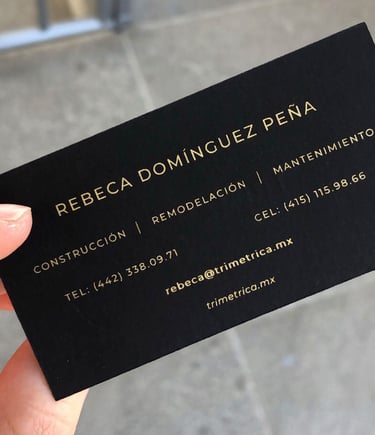 REBECA DOMÍNGUEZ PEÑA
CONSTRUCCIÓN | REMODELACIÓN | MANTENIMIENTO
TEL: (442) 338.09.71 CEL: (415) 115.98.66
rebeca@trimetrica.mx
trimetrica.mx